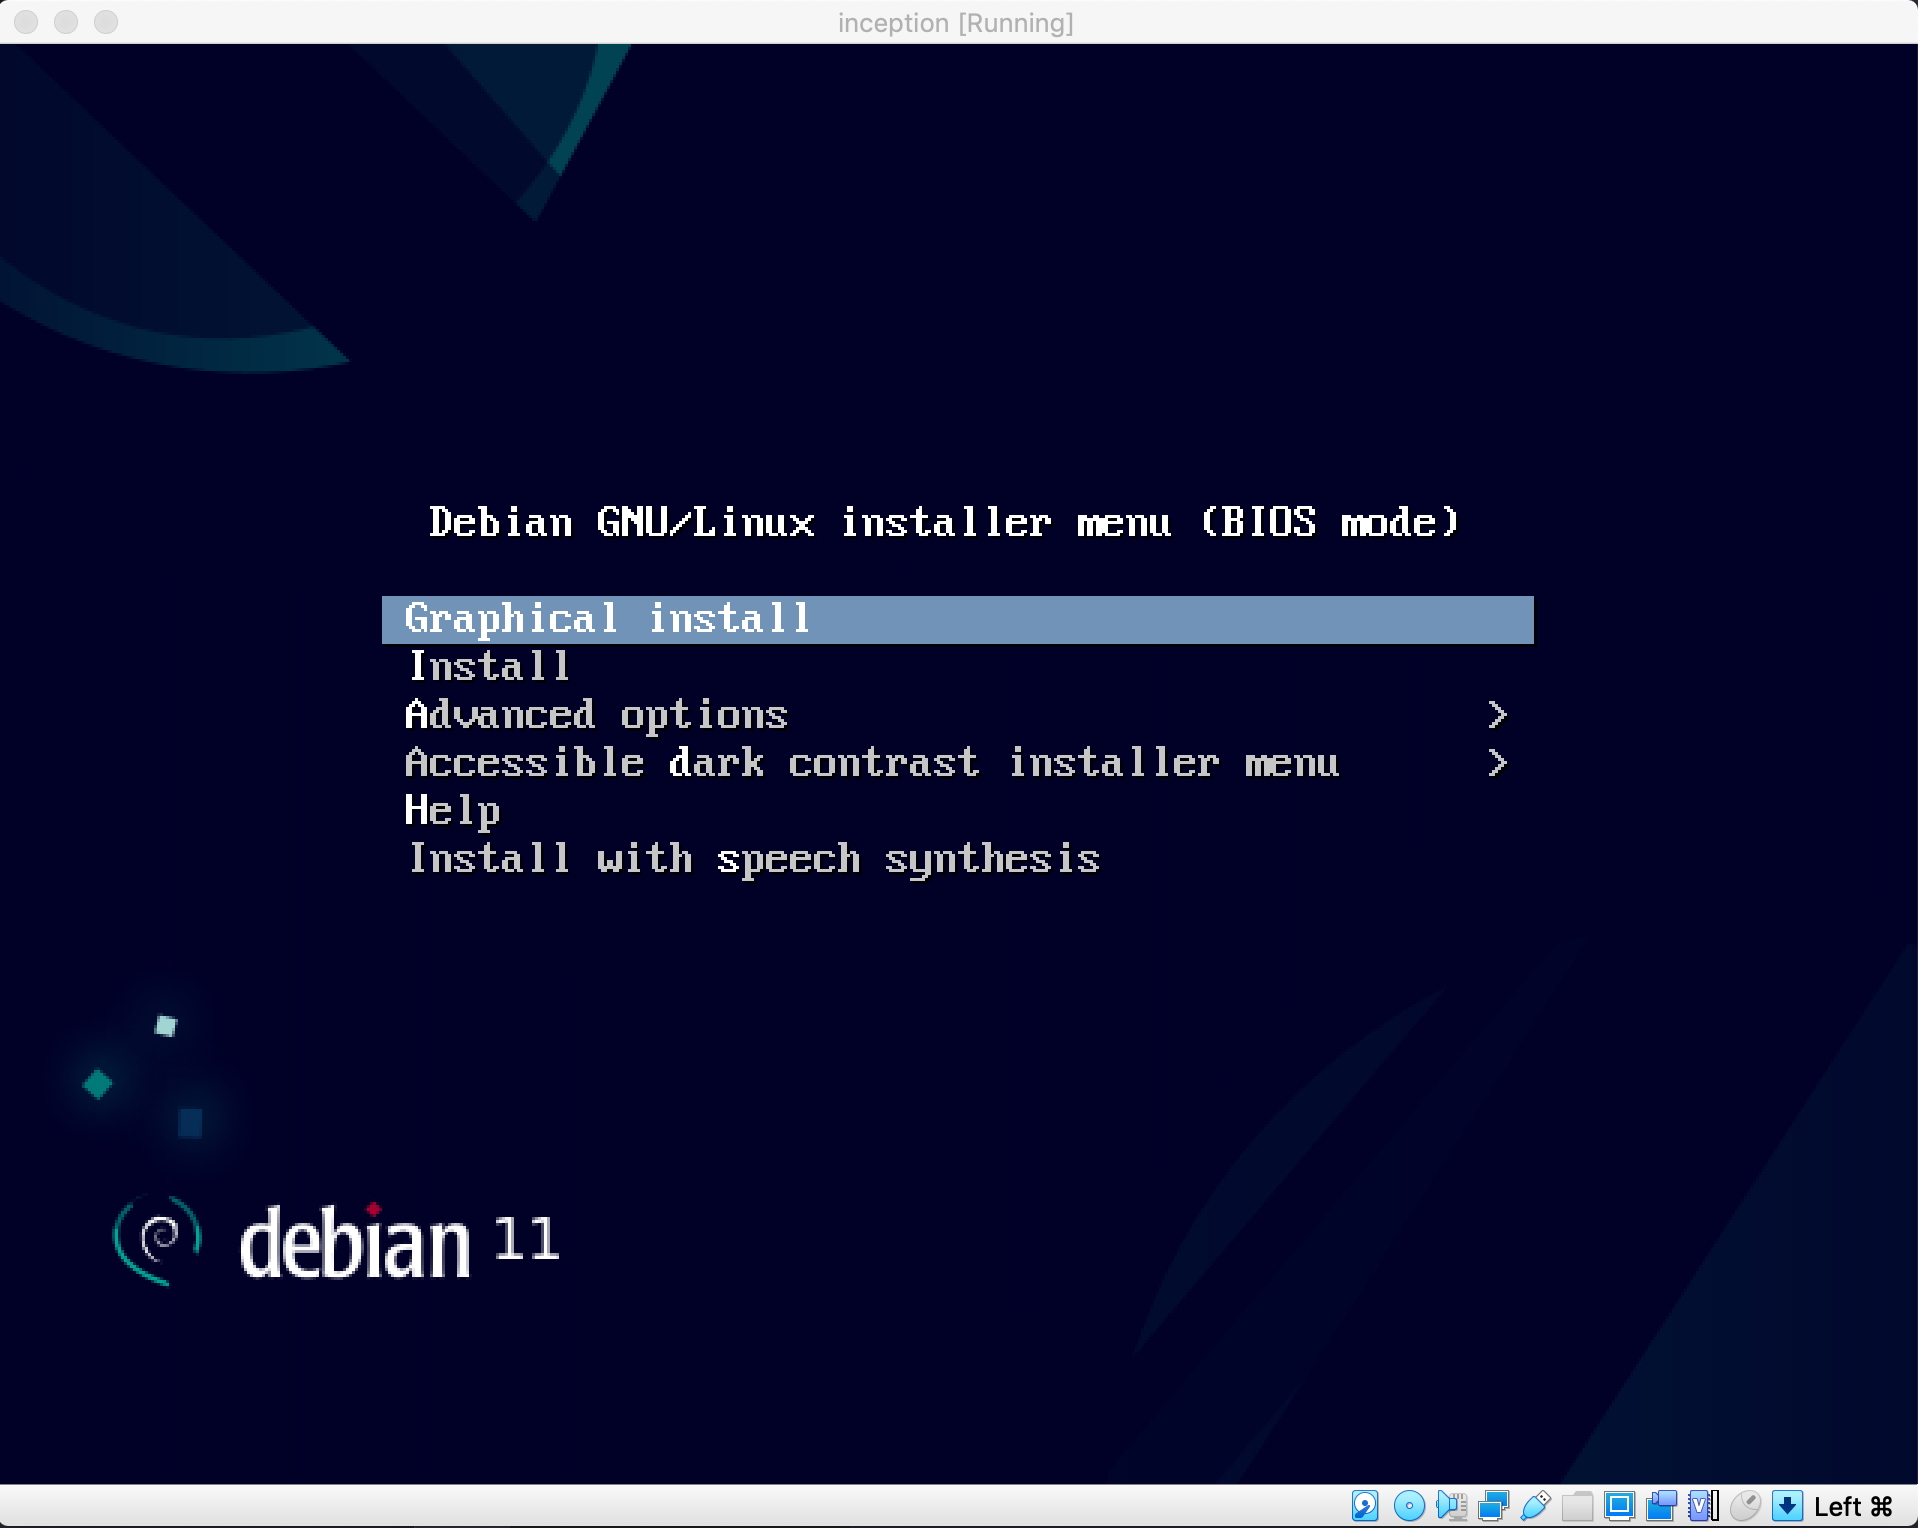 inception [Running]
Debian GNU/Linux installer menu (BIOS mode)
Graphical install
Install
Advanced options >
Accessible dark contrast installer menu >
Help
Install with speech synthesis
debian 11
V
Left ⌘